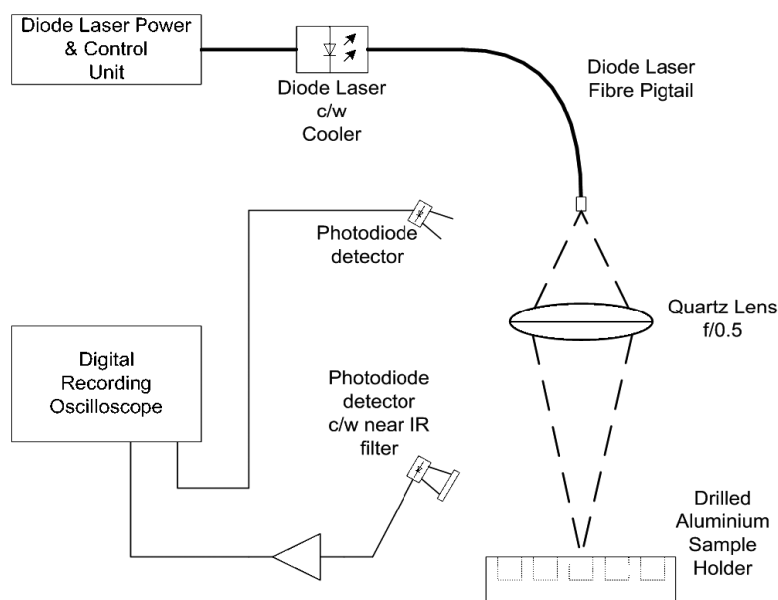 Diode Laser Power
& Control
Unit
Diode Laser
c/w
Cooler
Diode Laser
Fibre Pigtail
Photodiode
detector
Quartz Lens
f/0.5
Digital
Recording
Oscilloscope
Photodiode
detector
c/w near IR
filter
Drilled
Aluminium
Sample
Holder